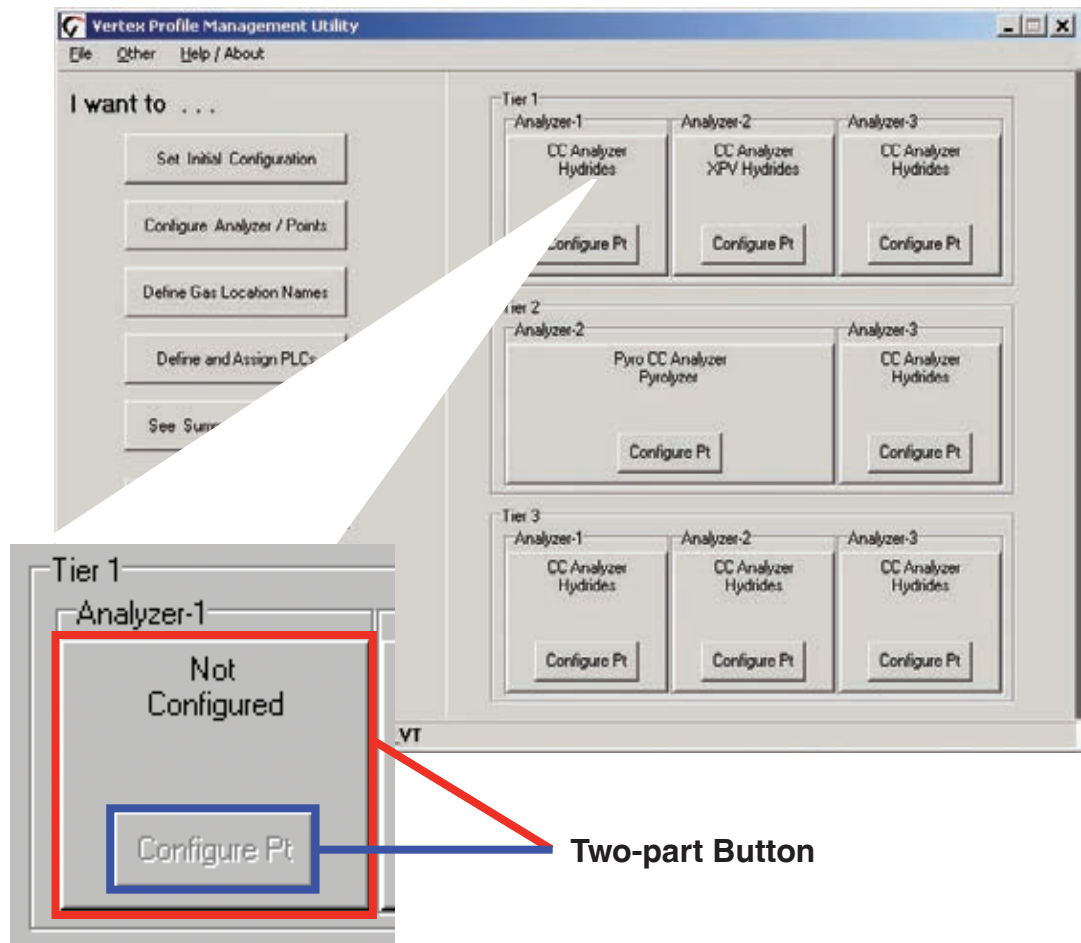 Vertex Profile Management Utility
File Other Help / About
I want to ...
Set Initial Configuration
Configure Analyzer / Points
Define Gas Location Names
Define and Assign PLCs
See
Tier 1
Analyzer-1 Analyzer-2 Analyzer-3
CC Analyzer
Hydrides
Configure Pt
CC Analyzer
XPV Hydrides
Configure Pt
CC Analyzer
Hydrides
Configure Pt
Tier 2
Analyzer-2 Analyzer-3
Pyro CC Analyzer
Pyrolyzer
Configure Pt
CC Analyzer
Hydrides
Configure Pt
Tier 3
Analyzer-1 Analyzer-2 Analyzer-3
CC Analyzer
Hydrides
Configure Pt
CC Analyzer
Hydrides
Configure Pt
CC Analyzer
Hydrides
Configure Pt
_VT
Tier 1
Analyzer-1
Not
Configured
Configure Pt
Two-part Button